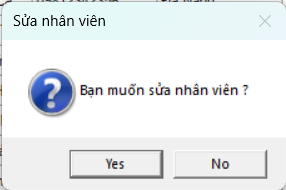 Sửa nhân viên
Bạn muốn sửa nhân viên ?
Yes
No